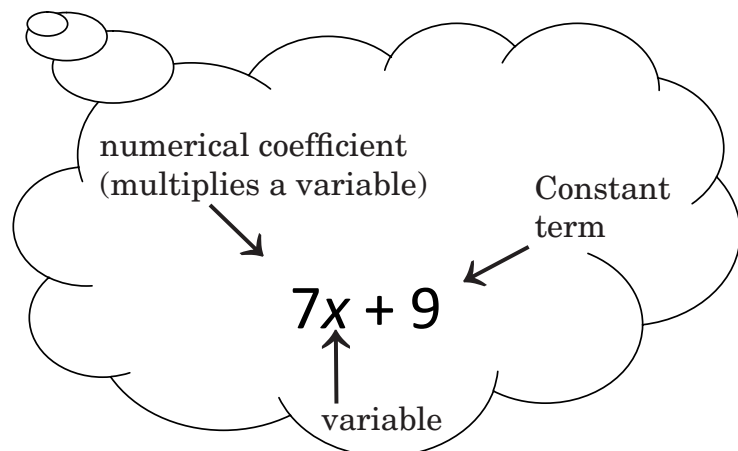 numerical coefficient
(multiplies a variable)
Constant
term
7x + 9
variable